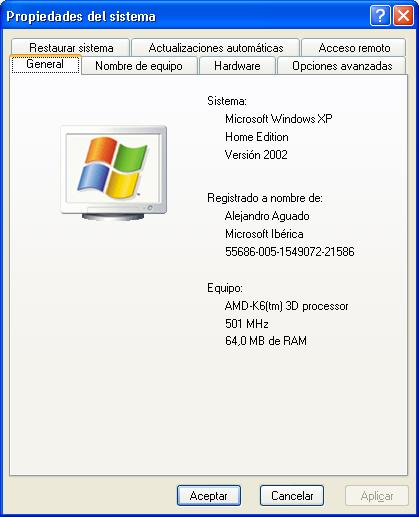 Propiedades del sistema
Restaurar sistema
Actualizaciones automáticas
Acceso remoto
General
Nombre de equipo
Hardware
Opciones avanzadas
Sistema:
Microsoft Windows XP
Home Edition
Versión 2002
Registrado a nombre de:
Alejandro Aguado
Microsoft Ibérica
55686-005-1549072-21586
Equipo:
AMD-K6(tm) 3D processor
501 MHz
64,0 MB de RAM
Aceptar
Cancelar
Aplicar